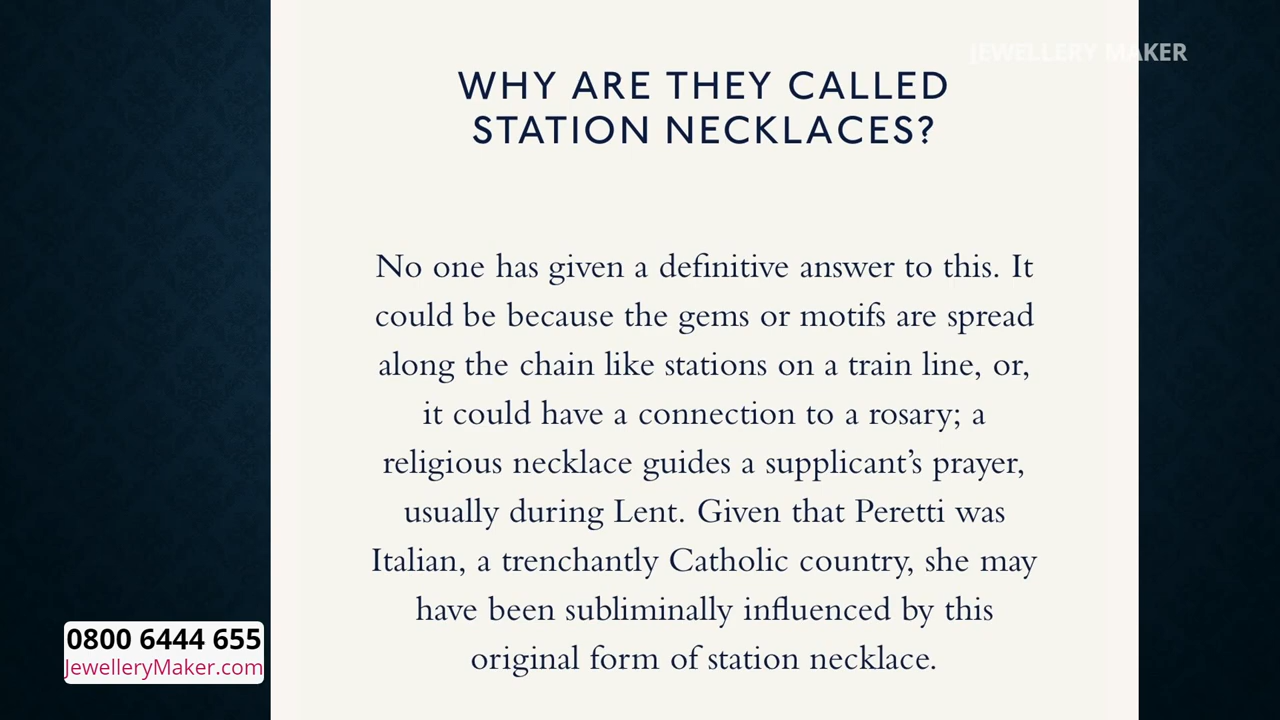 JEWELLERY MAKER
WHY ARE THEY CALLED
STATION NECKLACES?
No one has given a definitive answer to this. It
could be because the gems or motifs are spread
along the chain like stations on a train line, or,
it could have a connection to a rosary; a
religious necklace guides a supplicant’s prayer,
usually during Lent. Given that Peretti was
Italian, a trenchantly Catholic country, she may
have been subliminally influenced by this
original form of station necklace.
0800 6444 655
JewelleryMaker.com